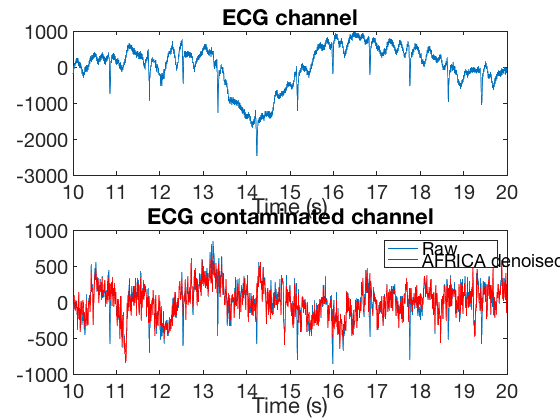 ECG channel
1000
0
-1000
-2000
-3000
10 11 12 13 14 15 16 17 18 19 20
Time (s)
ECG contaminated channel
1000
500
0
-500
-1000
Raw
AFRICA denoised
10 11 12 13 14 15 16 17 18 19 20
Time (s)